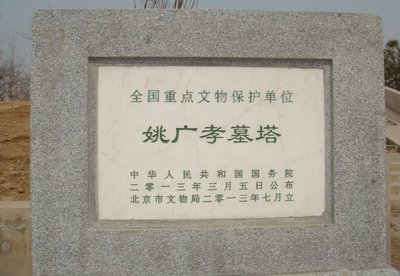 全国重点文物保护单位
姚广孝墓塔
中华人民共和国国务院
二零一三年三月五日公布
北京市文物局二零一三年七月立